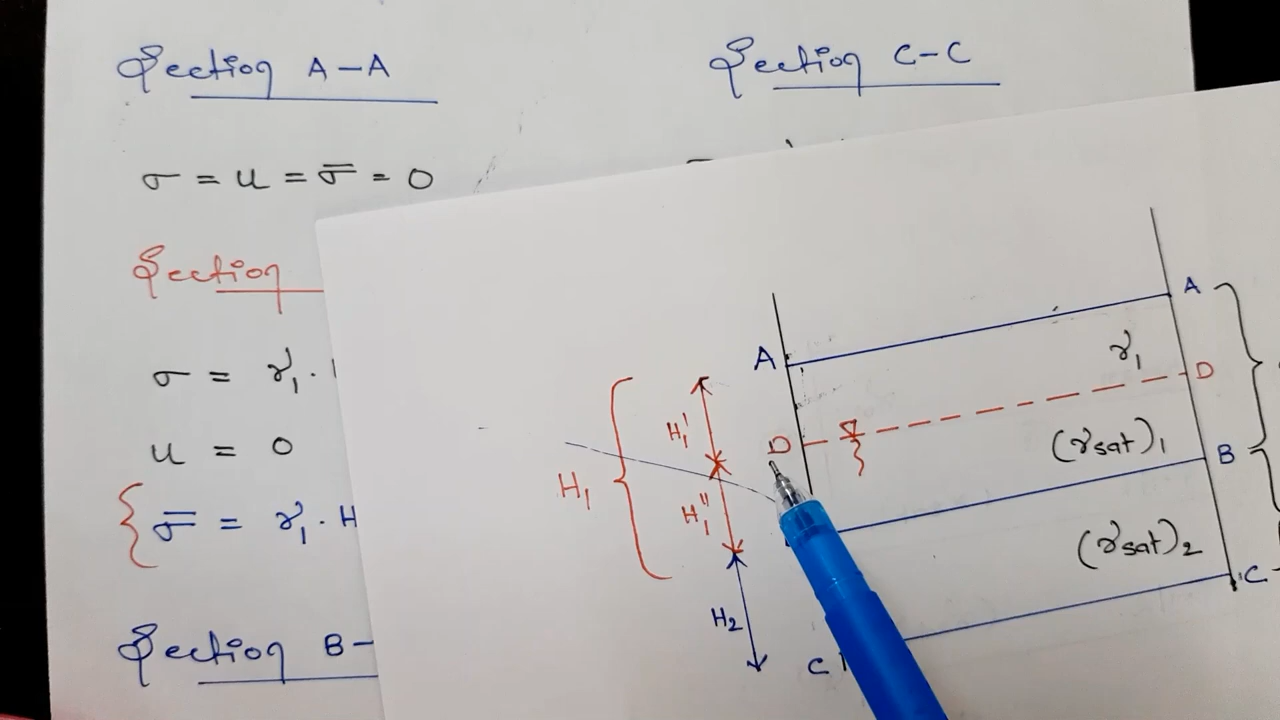 Section A-A
σ = u = σ̅ = 0
Section
σ = γ₁ ·
u = 0
σ̅ = γ₁ · H
Section B-
Section C-C
A A
γ₁
H₁' D D
(γsat)₁ B
H₁
H₁"
(γsat)₂
H₂
C C